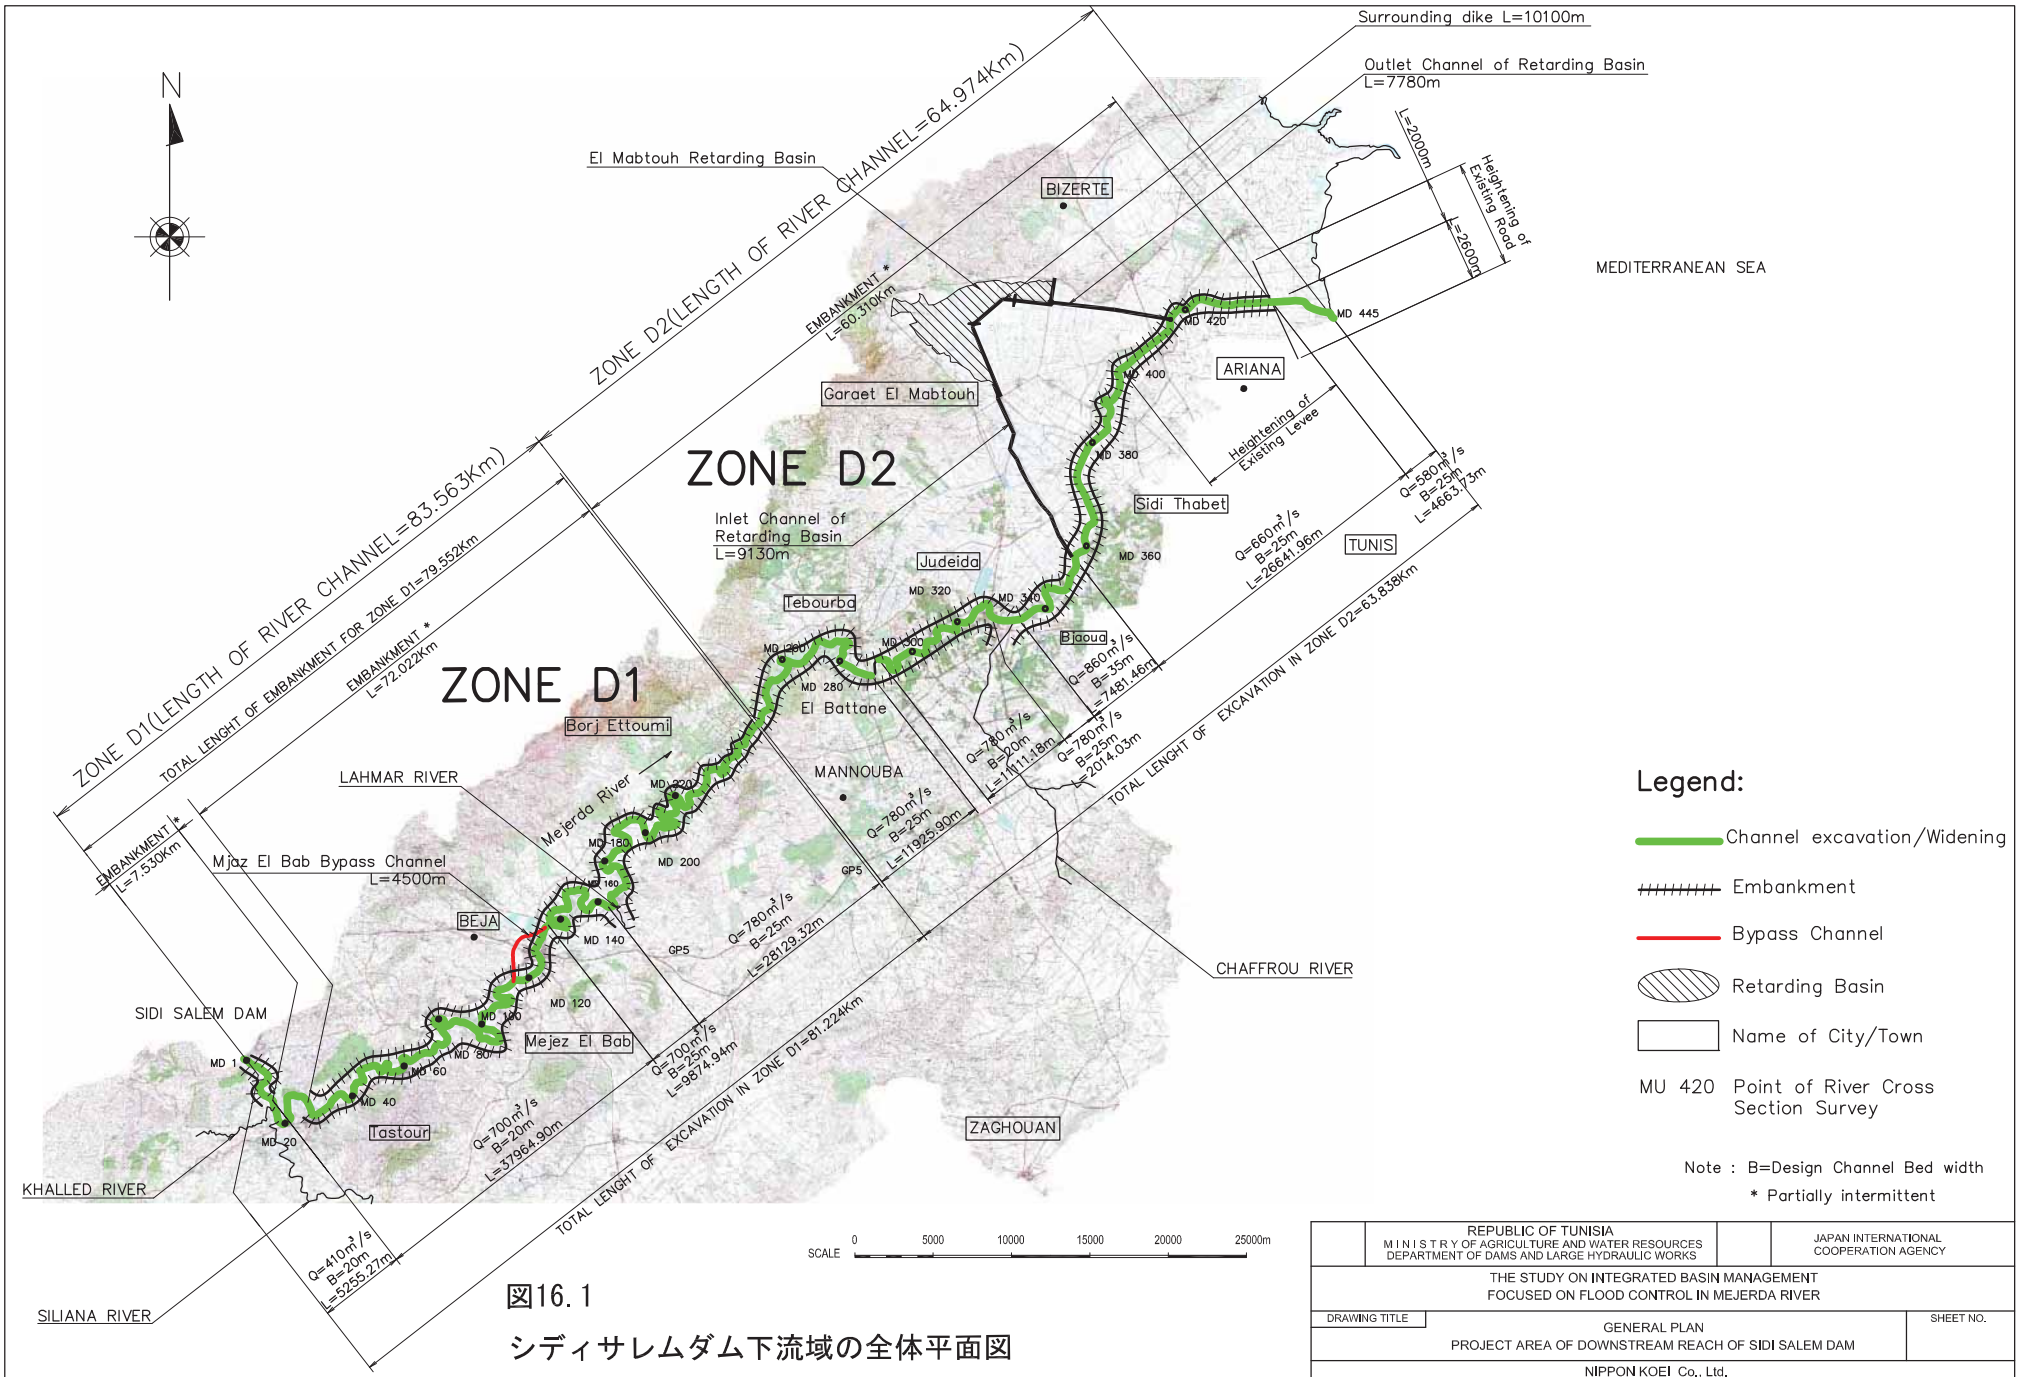 Surrounding dike L=10100m
Outlet Channel of Retarding Basin
L=7780m
N
El Mabtouh Retarding Basin
BIZERTE
L=2000m
Heightening of
Existing Road
L=2600m
MEDITERRANEAN SEA
ZONE D2(LENGTH OF RIVER CHANNEL=64.974Km)
EMBANKMENT *
L=60.310Km
MD 445
MD 420
MD 400
ARIANA
Garaet El Mabtouh
Heightening of
Existing Levee
MD 380
ZONE D2
Sidi Thabet
Q=580m³/s
B=25m
L=4663.73m
Inlet Channel of
Retarding Basin
L=9130m
TUNIS
Q=660m³/s
B=25m
L=26641.96m
MD 360
Judeida
MD 320
MD 340
Tebourba
Bjaoua
MD 300
MD 260
MD 280
El Battane
Q=860m³/s
B=35m
L=7481.46m
ZONE D1(LENGTH OF RIVER CHANNEL=83.563Km)
TOTAL LENGHT OF EMBANKMENT FOR ZONE D1=79.552Km
EMBANKMENT *
L=72.022Km
ZONE D1
Borj Ettoumi
Q=780m³/s
B=25m
L=2014.03m
Q=780m³/s
B=20m
L=11111.18m
TOTAL LENGHT OF EXCAVATION IN ZONE D2=63.838Km
MANNOUBA
LAHMAR RIVER
Mejerda River
MD 220
Q=780m³/s
B=25m
L=11925.90m
MD 180
MD 200
GP5
EMBANKMENT *
L=7.530Km
Mjaz El Bab Bypass Channel
L=4500m
MD 160
BEJA
MD 140
GP5
Q=780m³/s
B=25m
L=28129.32m
CHAFFROU RIVER
SIDI SALEM DAM
MD 120
MD 100
Mejez El Bab
MD 80
MD 1
MD 60
Q=700m³/s
B=25m
L=9874.94m
MD 40
Tastour
MD 20
Q=700m³/s
B=20m
L=37964.90m
TOTAL LENGHT OF EXCAVATION IN ZONE D1=81.224Km
ZAGHOUAN
KHALLED RIVER
Q=410m³/s
B=20m
L=5255.27m
SILIANA RIVER
Legend:
Channel excavation/Widening
Embankment
Bypass Channel
Retarding Basin
Name of City/Town
MU 420 Point of River Cross
Section Survey
Note : B=Design Channel Bed width
* Partially intermittent
SCALE 0 5000 10000 15000 20000 25000m
図16.1
シディサレムダム下流域の全体平面図
REPUBLIC OF TUNISIA
MINISTRY OF AGRICULTURE AND WATER RESOURCES
DEPARTMENT OF DAMS AND LARGE HYDRAULIC WORKS
JAPAN INTERNATIONAL
COOPERATION AGENCY
THE STUDY ON INTEGRATED BASIN MANAGEMENT
FOCUSED ON FLOOD CONTROL IN MEJERDA RIVER
DRAWING TITLE
GENERAL PLAN
PROJECT AREA OF DOWNSTREAM REACH OF SIDI SALEM DAM
SHEET NO.
NIPPON KOEI Co., Ltd.